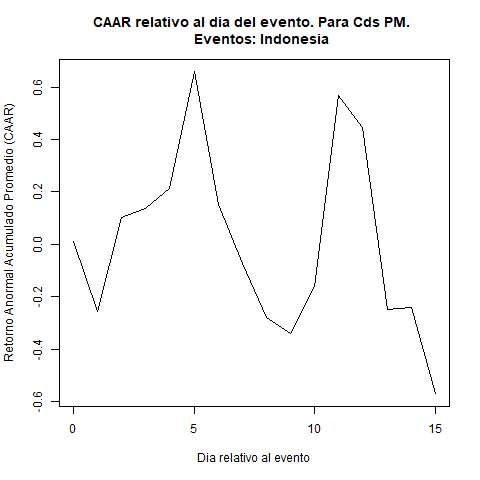 CAAR relativo al dia del evento. Para Cds PM.
Eventos: Indonesia
Retorno Anormal Acumulado Promedio (CAAR)
0.6
0.4
0.2
0.0
-0.2
-0.4
-0.6
0 5 10 15
Dia relativo al evento